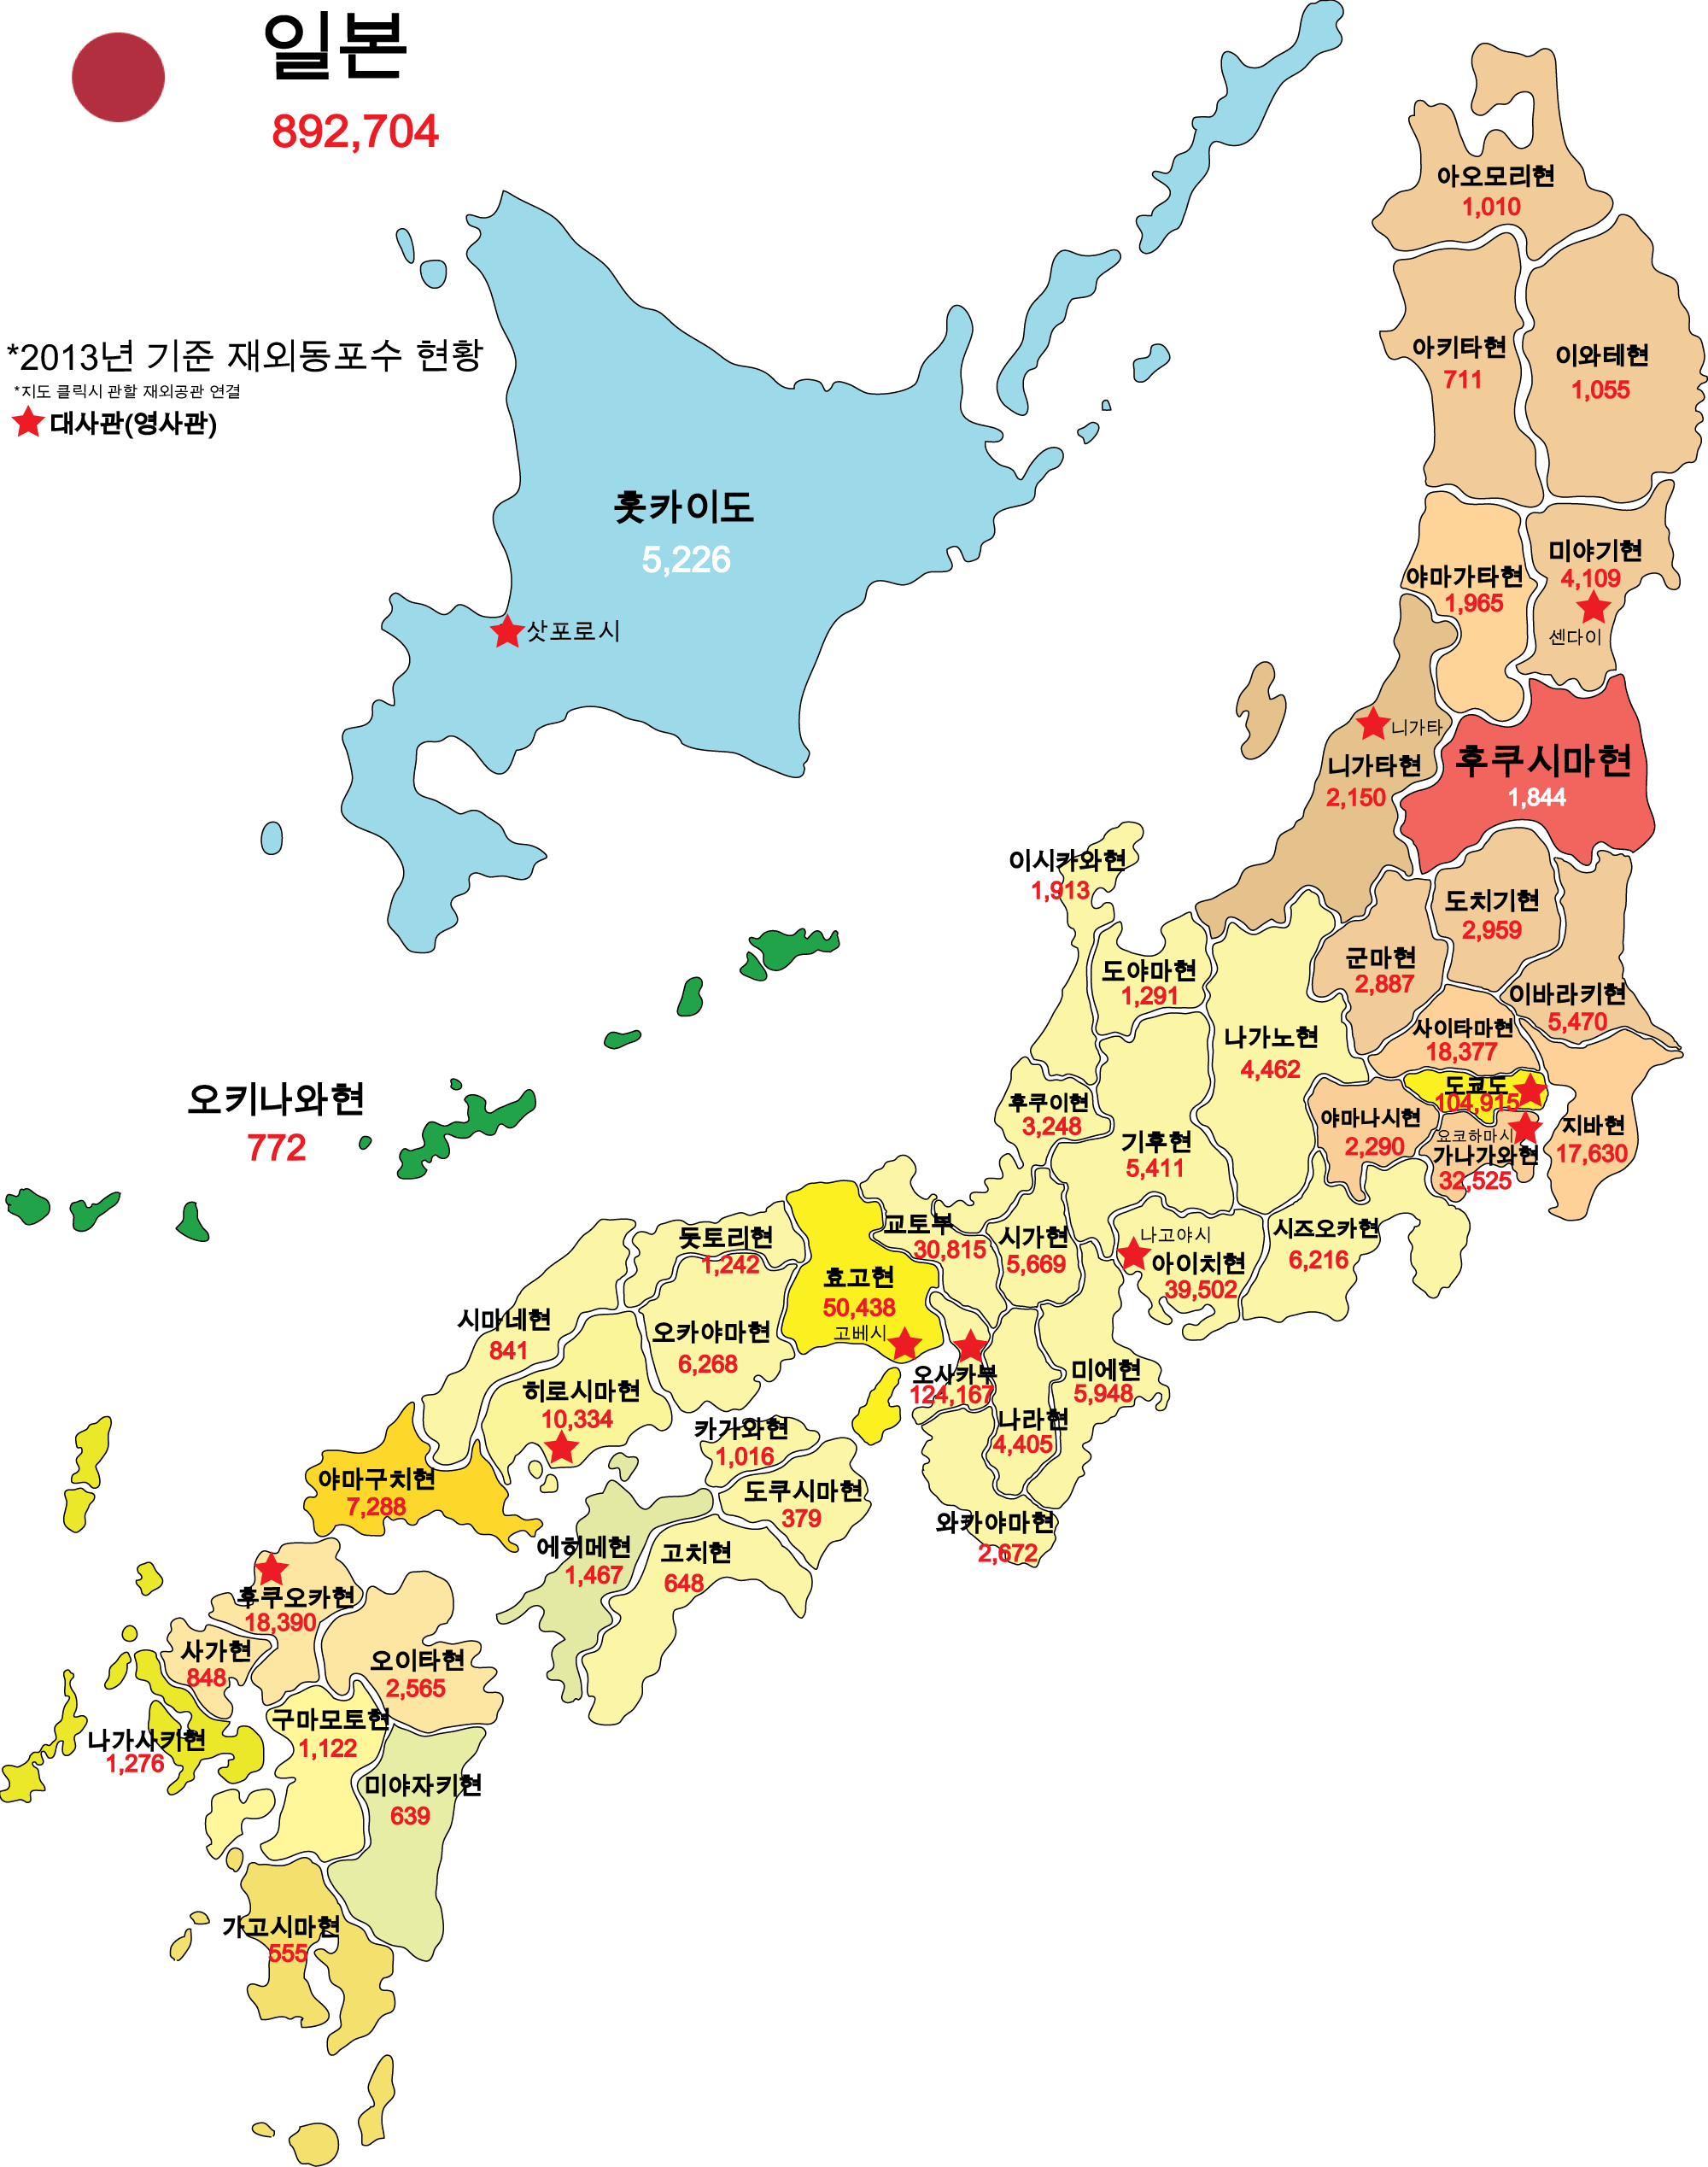 일본
892,704
*2013년 기준 재외동포수 현황
*지도 클릭시 관할 재외공관 연결
대사관(영사관)
아오모리현
1,010
아키타현
711
이와테현
1,055
홋카이도
5,226
삿포로시
미야기현
4,109
센다이
야마가타현
1,965
니가타
니가타현
2,150
후쿠시마현
1,844
이시카와현
1,913
도치기현
2,959
군마현
2,887
도야마현
1,291
이바라키현
5,470
사이타마현
18,377
나가노현
4,462
도쿄도
104,915
오키나와현
772
후쿠이현
3,248
기후현
5,411
야마나시현
2,290
요코하마시
가나가와현
32,525
지바현
17,630
돗토리현
1,242
교토부
30,815
시가현
5,669
나고야시
아이치현
39,502
시즈오카현
6,216
효고현
50,438
고베시
시마네현
841
오카야마현
6,268
오사카부
124,167
미에현
5,948
히로시마현
10,334
나라현
4,405
카가와현
1,016
야마구치현
7,288
도쿠시마현
379
와카야마현
2,672
에히메현
1,467
고치현
648
후쿠오카현
18,390
사가현
848
오이타현
2,565
나가사키현
1,276
구마모토현
1,122
미야자키현
639
가고시마현
555